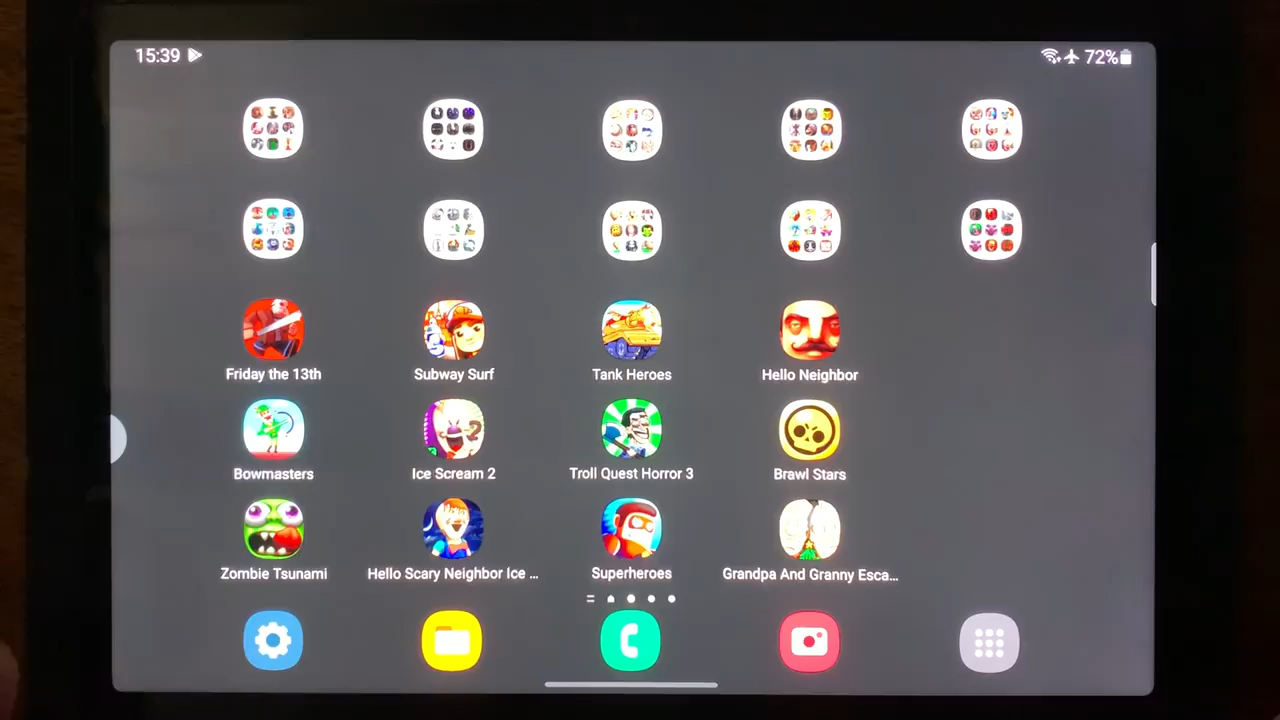 15:39
72%
Friday the 13th
Subway Surf
Tank Heroes
Hello Neighbor
Bowmasters
Ice Scream 2
Troll Quest Horror 3
Brawl Stars
Zombie Tsunami
Hello Scary Neighbor Ice ...
Superheroes
Grandpa And Granny Esca...